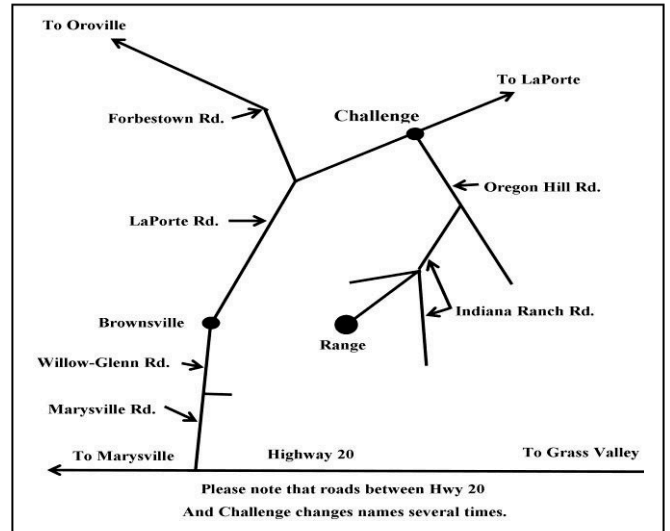 To Oroville
To LaPorte
Forbestown Rd.
Challenge
Oregon Hill Rd.
LaPorte Rd.
Brownsville
Indiana Ranch Rd.
Range
Willow-Glenn Rd.
Marysville Rd.
To Marysville
Highway 20
To Grass Valley
Please note that roads between Hwy 20
And Challenge changes names several times.